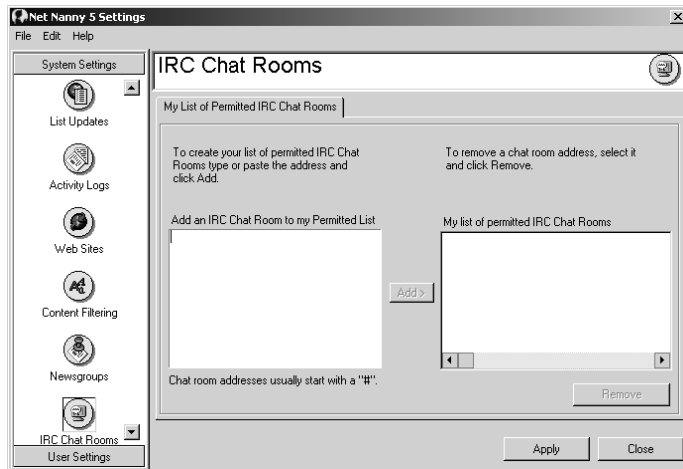 Net Nanny 5 Settings
File Edit Help
System Settings
List Updates
Activity Logs
Web Sites
Content Filtering
Newsgroups
IRC Chat Rooms
User Settings
IRC Chat Rooms
My List of Permitted IRC Chat Rooms
To create your list of permitted IRC Chat
Rooms type or paste the address and
click Add.
To remove a chat room address, select it
and click Remove.
Add an IRC Chat Room to my Permitted List
My list of permitted IRC Chat Rooms
Add >
Chat room addresses usually start with a "#".
Remove
Apply Close